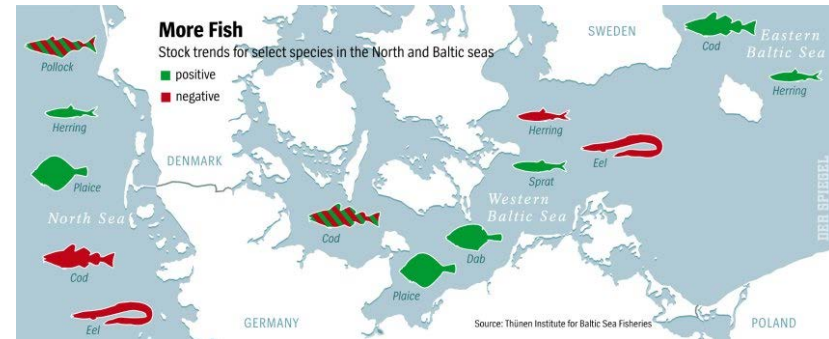 More Fish
Stock trends for select species in the North and Baltic seas
positive
negative
Pollock
Herring
Plaice
North Sea
Cod
Eel
DENMARK
GERMANY
Cod
Plaice
Dab
Western
Baltic Sea
Herring
Sprat
Eel
SWEDEN
Cod
Eastern
Baltic Sea
Herring
POLAND
Source: Thünen Institute for Baltic Sea Fisheries
DER SPIEGEL